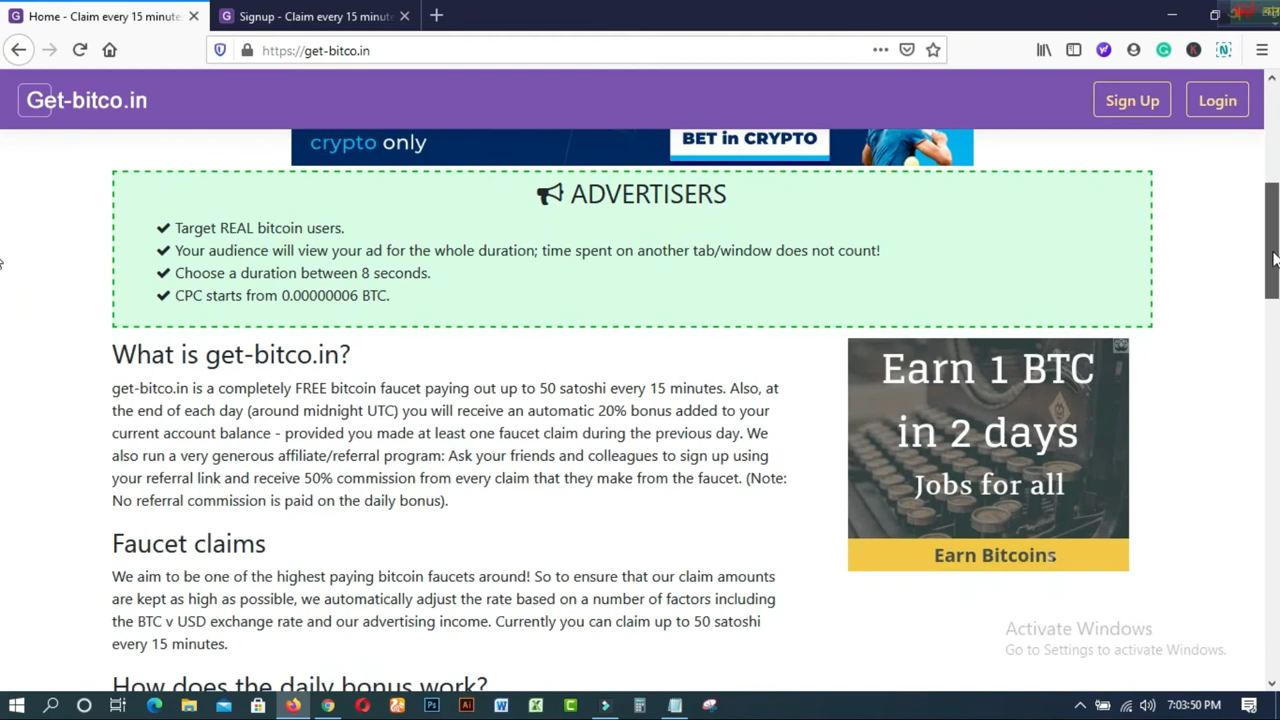 Home - Claim every 15 minutes
Signup - Claim every 15 minute
https://get-bitco.in
Get-bitco.in
Sign Up
Login
crypto only
BET in CRYPTO
ADVERTISERS
Target REAL bitcoin users.
Your audience will view your ad for the whole duration; time spent on another tab/window does not count!
Choose a duration between 8 seconds.
CPC starts from 0.00000006 BTC.
What is get-bitco.in?
get-bitco.in is a completely FREE bitcoin faucet paying out up to 50 satoshi every 15 minutes. Also, at
the end of each day (around midnight UTC) you will receive an automatic 20% bonus added to your
current account balance - provided you made at least one faucet claim during the previous day. We
also run a very generous affiliate/referral program: Ask your friends and colleagues to sign up using
your referral link and receive 50% commission from every claim that they make from the faucet. (Note:
No referral commission is paid on the daily bonus).
Earn 1 BTC
in 2 days
Jobs for all
Earn Bitcoins
Faucet claims
We aim to be one of the highest paying bitcoin faucets around! So to ensure that our claim amounts
are kept as high as possible, we automatically adjust the rate based on a number of factors including
the BTC v USD exchange rate and our advertising income. Currently you can claim up to 50 satoshi
every 15 minutes.
How does the daily bonus work?
Activate Windows
Go to Settings to activate Windows.
7:03:50 PM